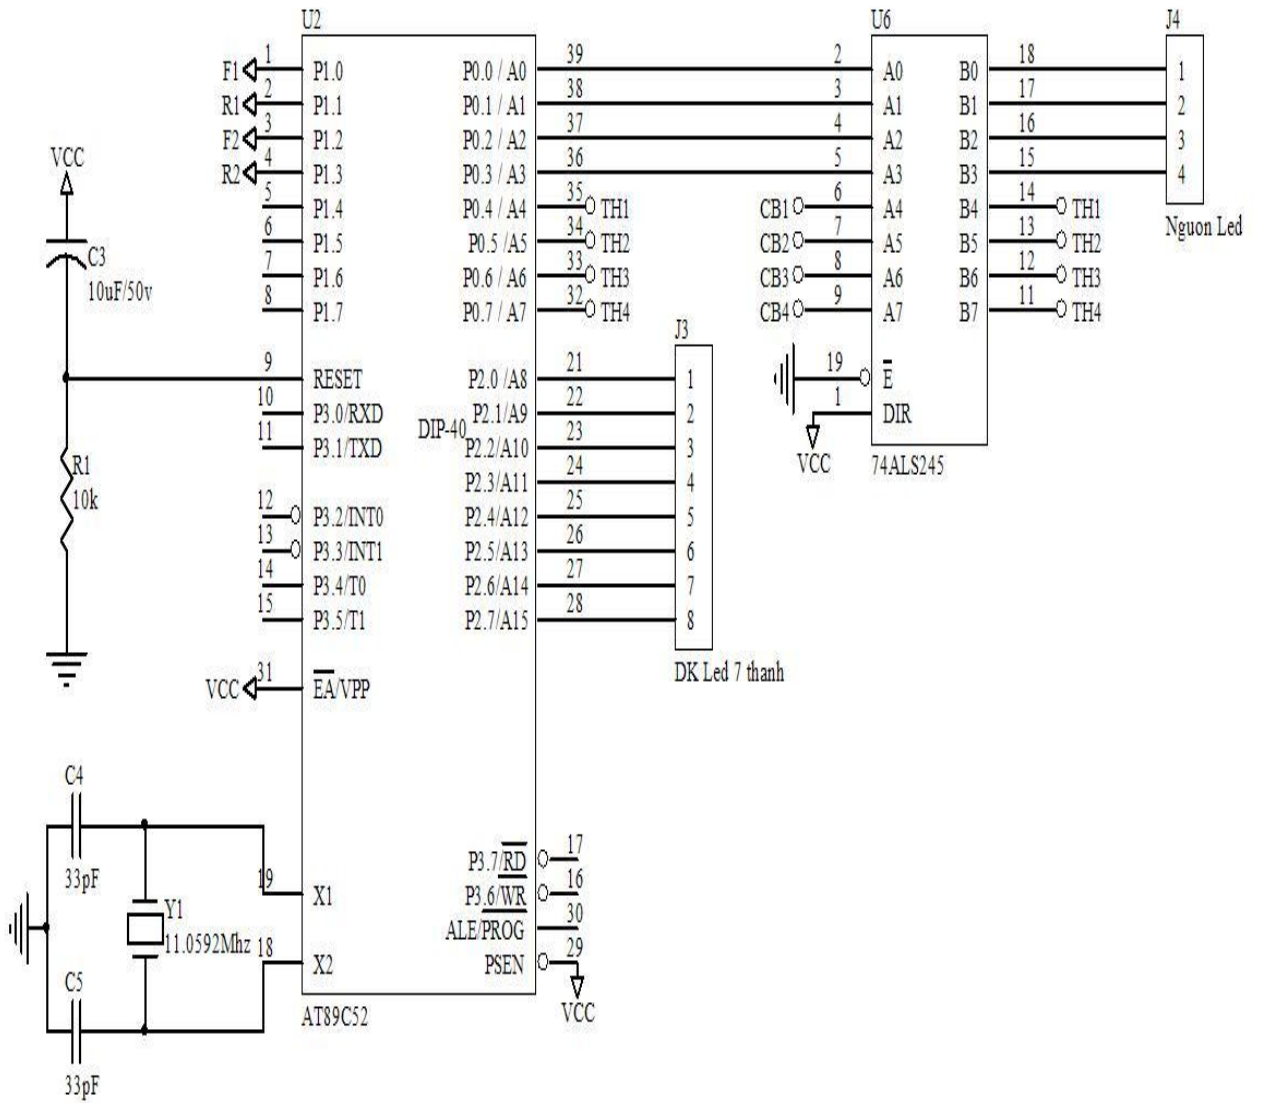 U2
U6
J4
F1
1
P1.0
P0.0 / A0
39
2
A0
B0
18
1
R1
2
P1.1
P0.1 / A1
38
3
A1
B1
17
2
F2
3
P1.2
P0.2 / A2
37
4
A2
B2
16
3
R2
4
P1.3
P0.3 / A3
36
5
A3
B3
15
4
VCC
5
P1.4
P0.4 / A4
35
TH1
CB1
6
A4
B4
14
TH1
Nguon Led
6
P1.5
P0.5 /A5
34
TH2
CB2
7
A5
B5
13
TH2
C3
10uF/50v
7
P1.6
P0.6 / A6
33
TH3
CB3
8
A6
B6
12
TH3
8
P1.7
P0.7 / A7
32
TH4
CB4
9
A7
B7
11
TH4
J3
9
RESET
P2.0 /A8
21
1
19
E
10
P3.0/RXD
P2.1/A9
22
2
1
DIR
DIP-40
11
P3.1/TXD
P2.2/A10
23
3
VCC
74ALS245
R1
10k
P2.3/A11
24
4
12
P3.2/INT0
P2.4/A12
25
5
13
P3.3/INT1
P2.5/A13
26
6
14
P3.4/T0
P2.6/A14
27
7
15
P3.5/T1
P2.7/A15
28
8
DK Led 7 thanh
VCC
31
EA/VPP
C4
33pF
19
X1
Y1
11.0592Mhz
18
X2
C5
33pF
P3.7/RD
17
P3.6/WR
16
ALE/PROG
30
PSEN
29
VCC
AT89C52